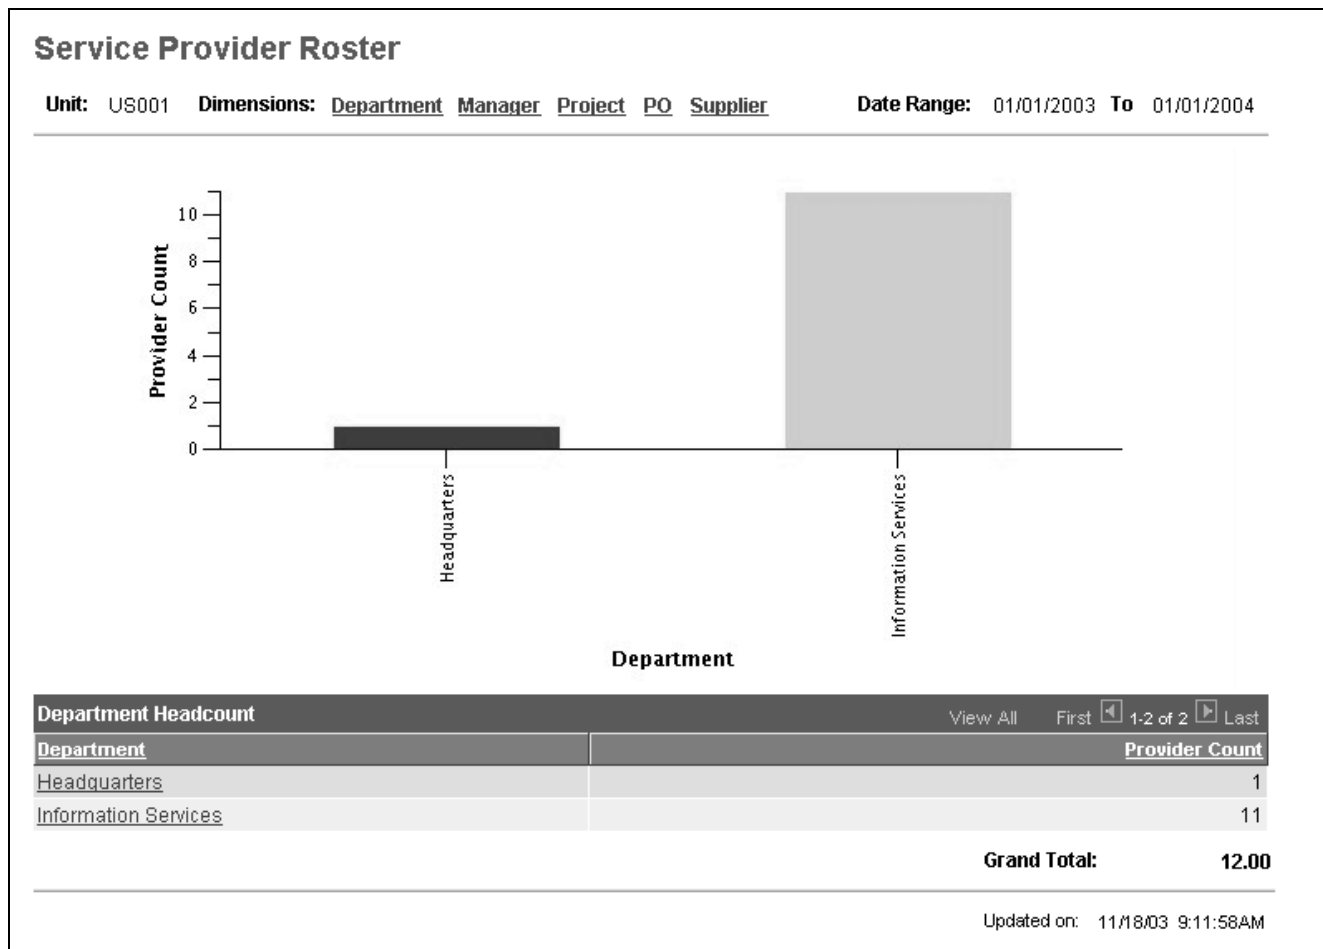 Service Provider Roster
Unit: US001 Dimensions: Department Manager Project PO Supplier Date Range: 01/01/2003 To 01/01/2004
10
8
6
4
2
0
Provider Count
Headquarters
Information Services
Department
Department Headcount View All First 1-2 of 2 Last
Department Provider Count
Headquarters 1
Information Services 11
Grand Total: 12.00
Updated on: 11/18/03 9:11:58AM